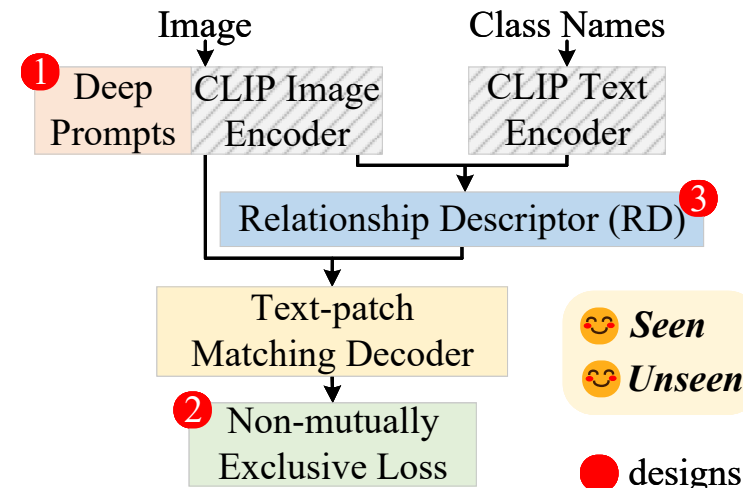 Image
Class Names
1
Deep
Prompts
CLIP Image
Encoder
CLIP Text
Encoder
3
Relationship Descriptor (RD)
Text-patch
Matching Decoder
Seen
Unseen
2
Non-mutually
Exclusive Loss
designs